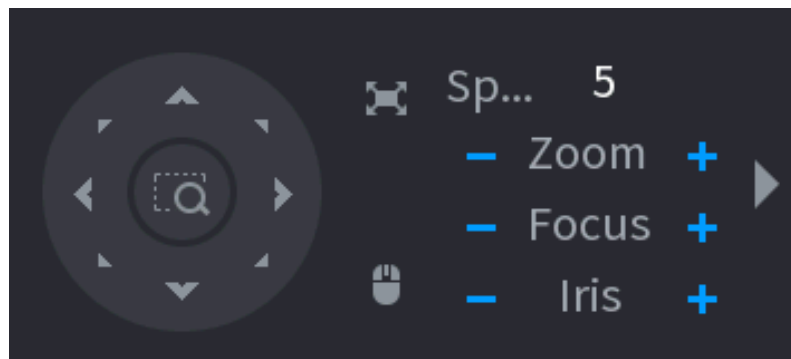 Sp... 5
− Zoom +
− Focus +
− Iris +